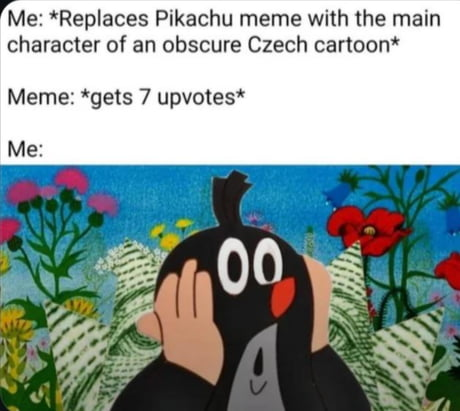 Me: *Replaces Pikachu meme with the main
character of an obscure Czech cartoon*
Meme: *gets 7 upvotes*
Me: